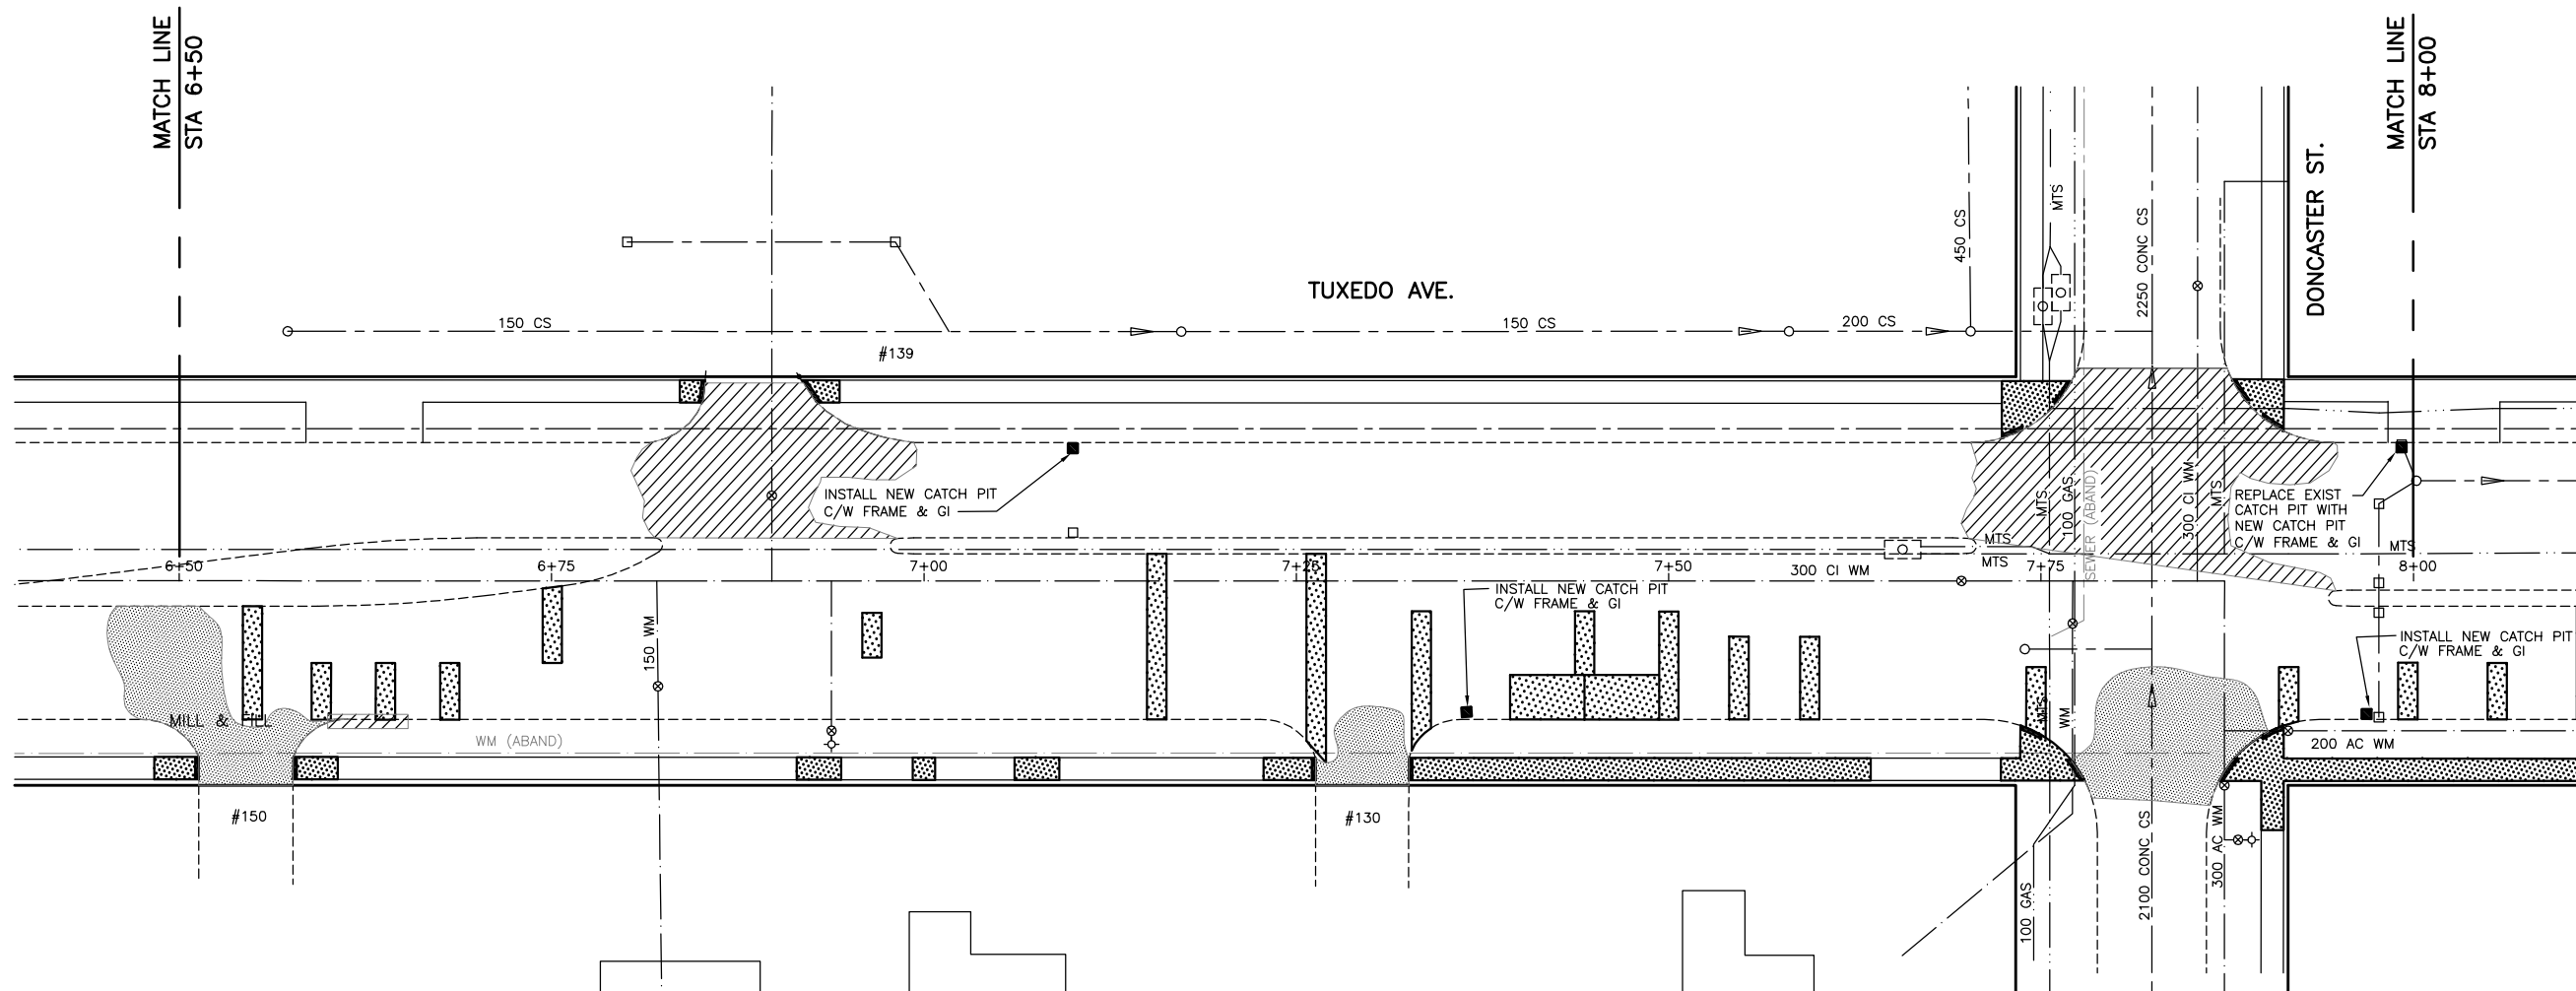 MATCH LINE
STA 6+50
MATCH LINE
STA 8+00
DONCASTER ST.
TUXEDO AVE.
150 CS
150 CS
200 CS
450 CS
MTS
2250 CONC CS
#139
INSTALL NEW CATCH PIT
C/W FRAME & GI
MTS
100 GAS
SEWER (ABAND)
300 CI WM
MTS
REPLACE EXIST
CATCH PIT WITH
NEW CATCH PIT
C/W FRAME & GI
MTS
MTS
MTS
6+50
6+75
7+00
7+25
7+50
7+75
8+00
300 CI WM
INSTALL NEW CATCH PIT
C/W FRAME & GI
150 WM
INSTALL NEW CATCH PIT
C/W FRAME & GI
MILL & FILL
WM (ABAND)
MTS
WM
200 AC WM
#150
#130
100 GAS
2100 CONC CS
300 AC WM